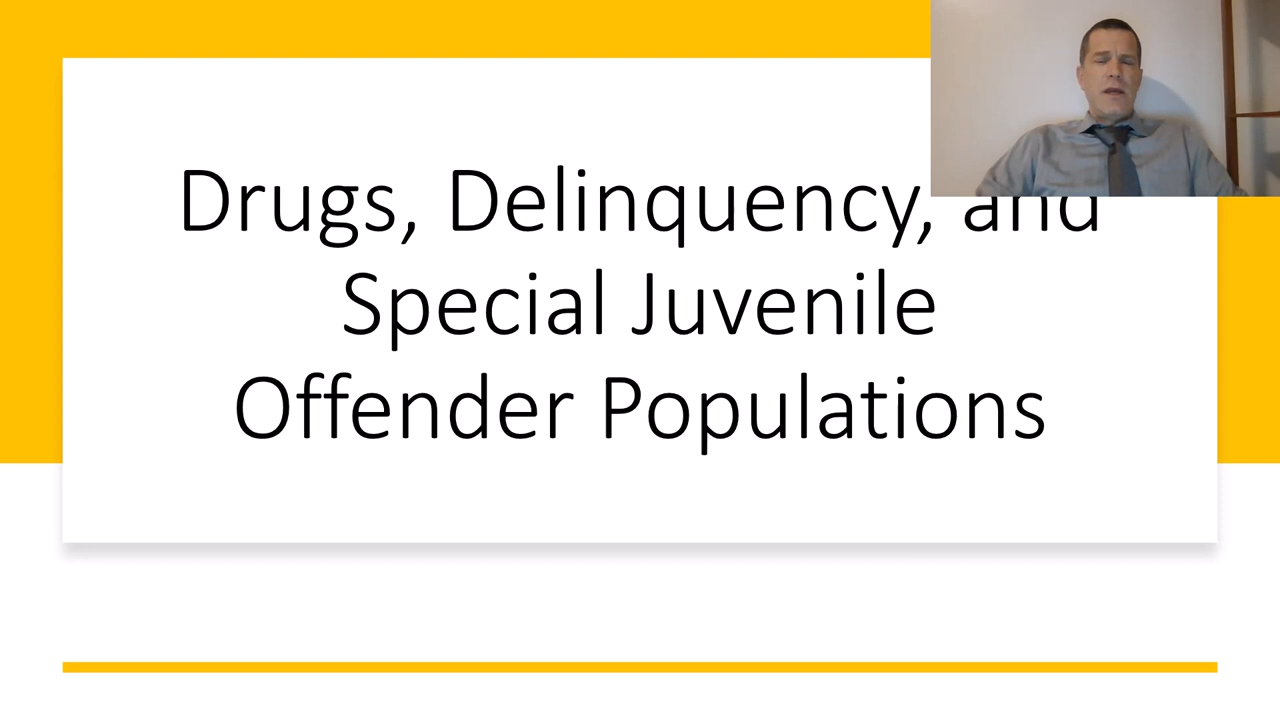 Drugs, Delinquency, and
Special Juvenile
Offender Populations